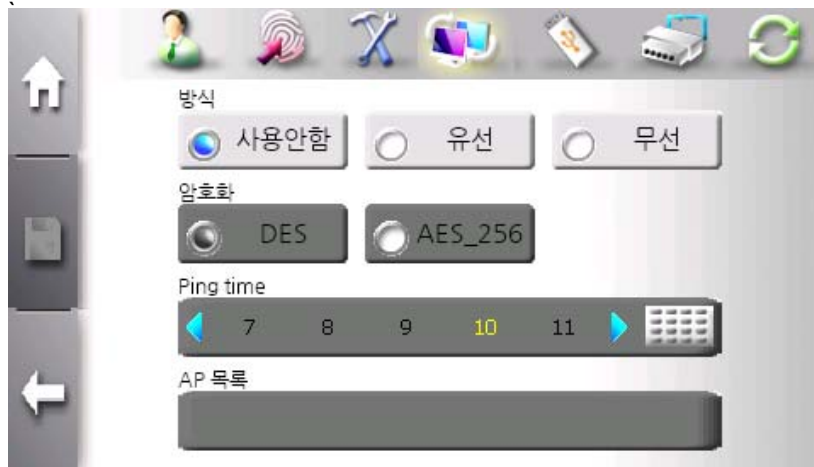 방식
사용안함 유선 무선
암호화
DES AES_256
Ping time
7 8 9 10 11
AP 목록